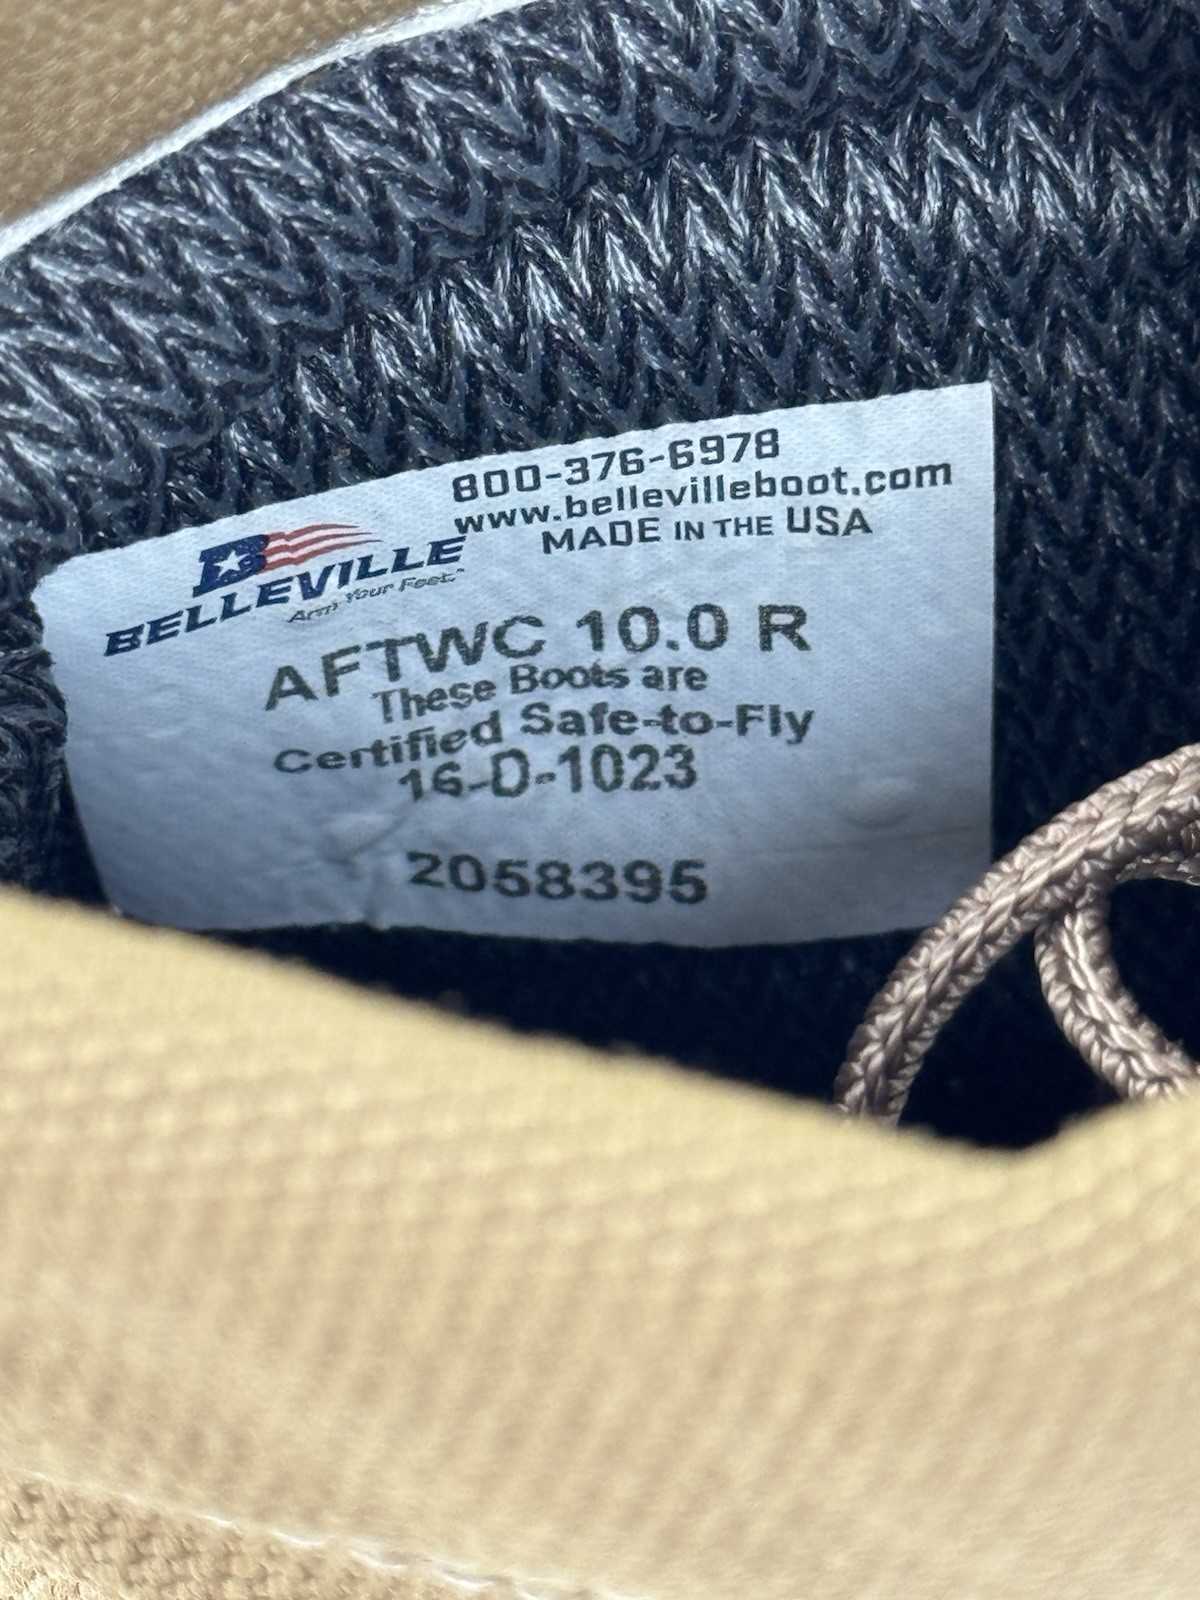 800-376-6978
www.bellevilleboot.com
MADE IN THE USA
B
BELLEVILLE
Arm Your Feet.™
AFTWC 10.0 R
These Boots are
Certified Safe-to-Fly
16-D-1023
2058395